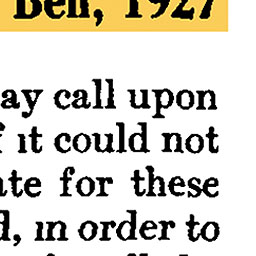 Bell, 1927
ay call upon
it could not
ate for these
d, in order to